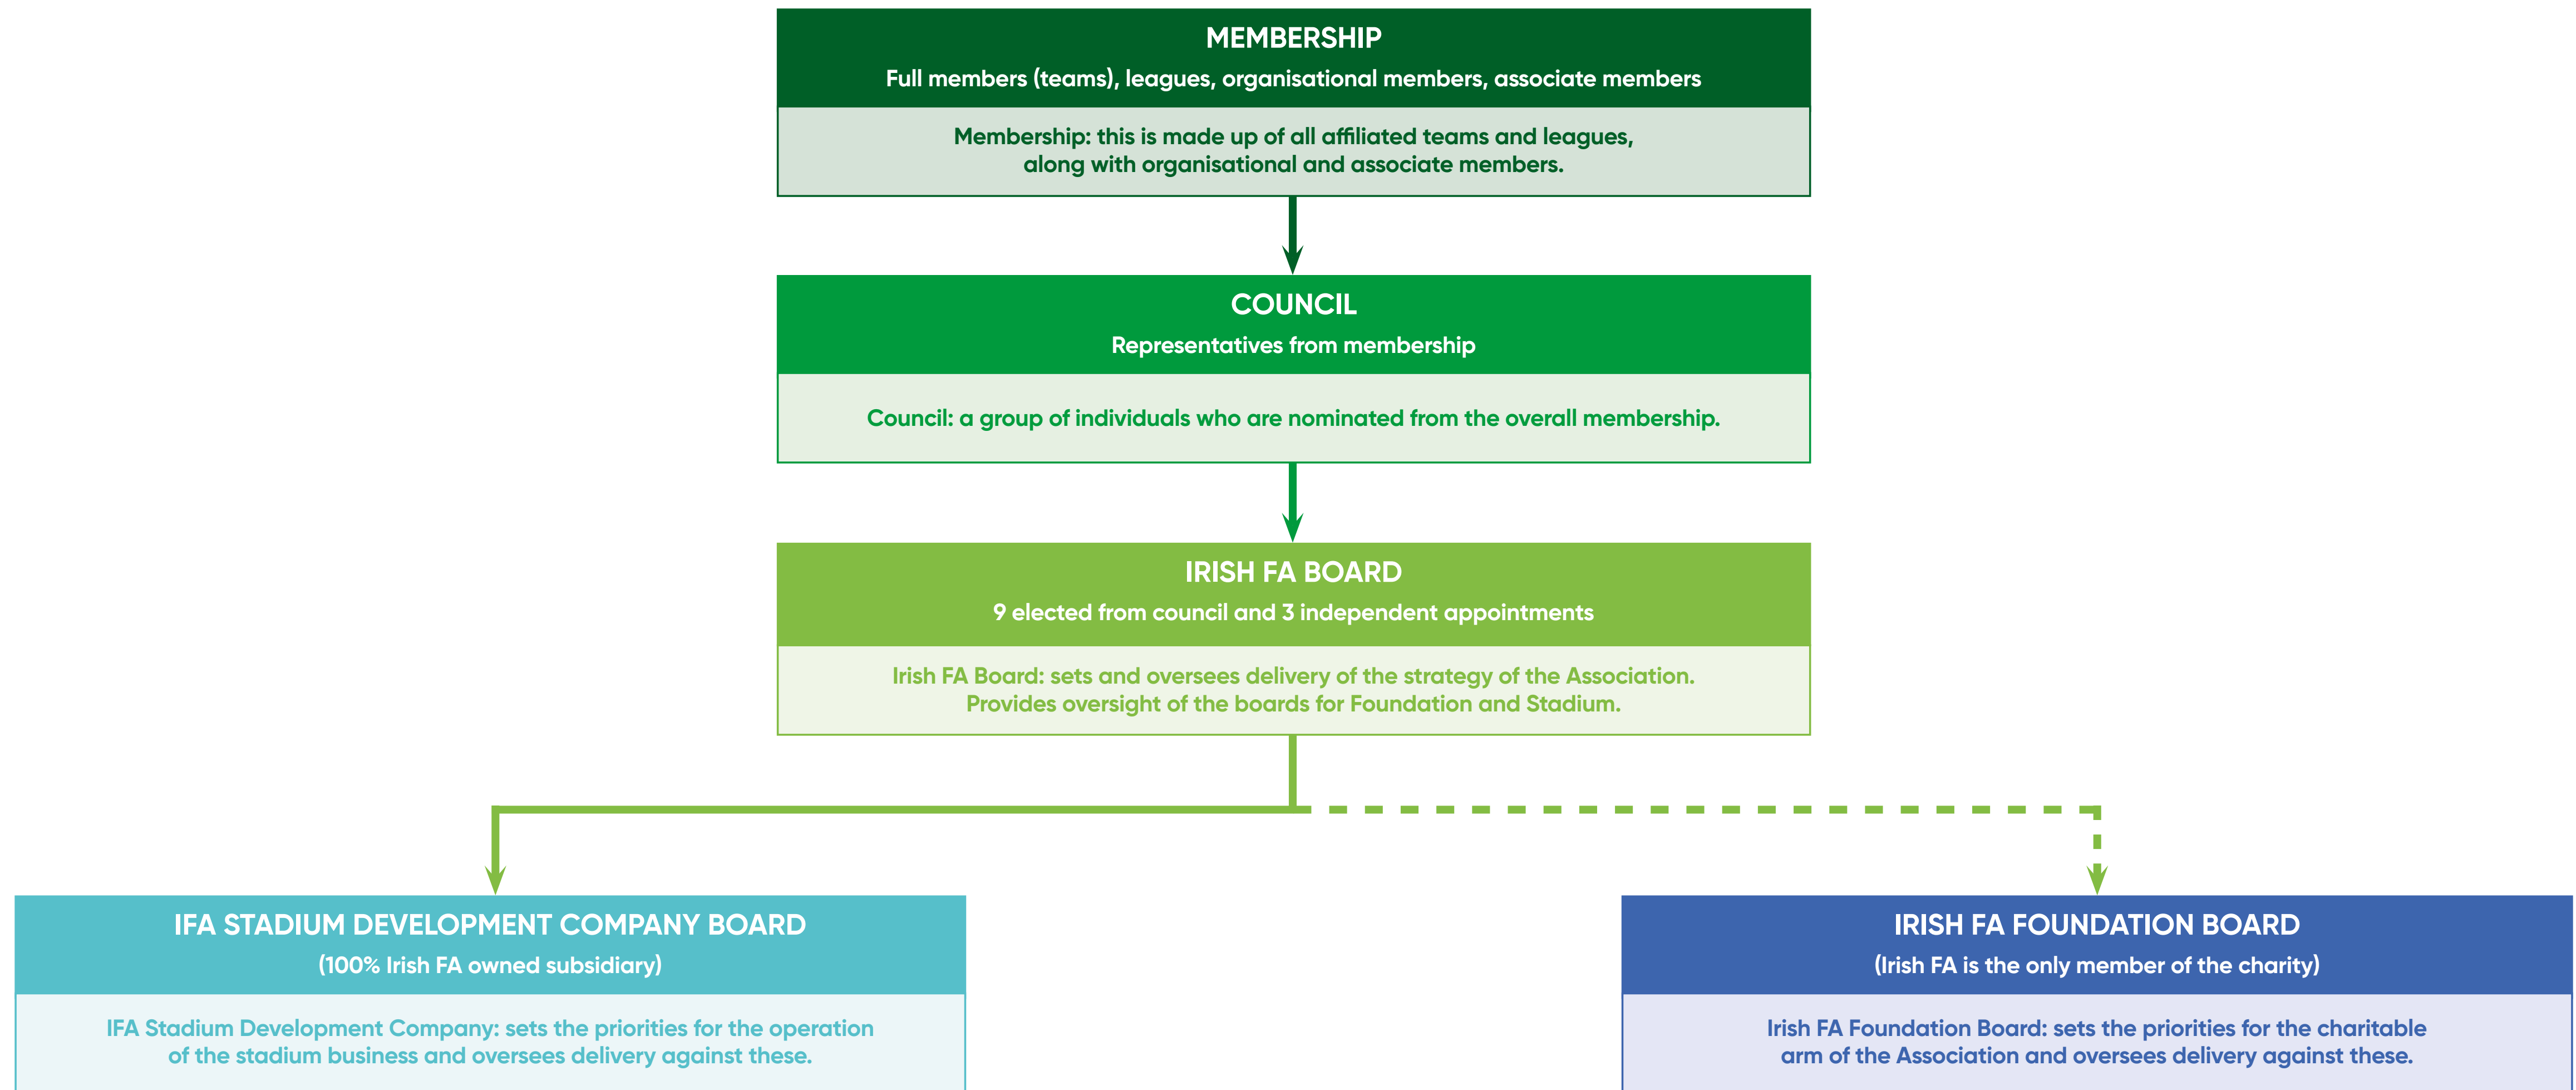 MEMBERSHIP
Full members (teams), leagues, organisational members, associate members
Membership: this is made up of all affiliated teams and leagues,
along with organisational and associate members.
COUNCIL
Representatives from membership
Council: a group of individuals who are nominated from the overall membership.
IRISH FA BOARD
9 elected from council and 3 independent appointments
Irish FA Board: sets and oversees delivery of the strategy of the Association.
Provides oversight of the boards for Foundation and Stadium.
IFA STADIUM DEVELOPMENT COMPANY BOARD
(100% Irish FA owned subsidiary)
IFA Stadium Development Company: sets the priorities for the operation
of the stadium business and oversees delivery against these.
IRISH FA FOUNDATION BOARD
(Irish FA is the only member of the charity)
Irish FA Foundation Board: sets the priorities for the charitable
arm of the Association and oversees delivery against these.